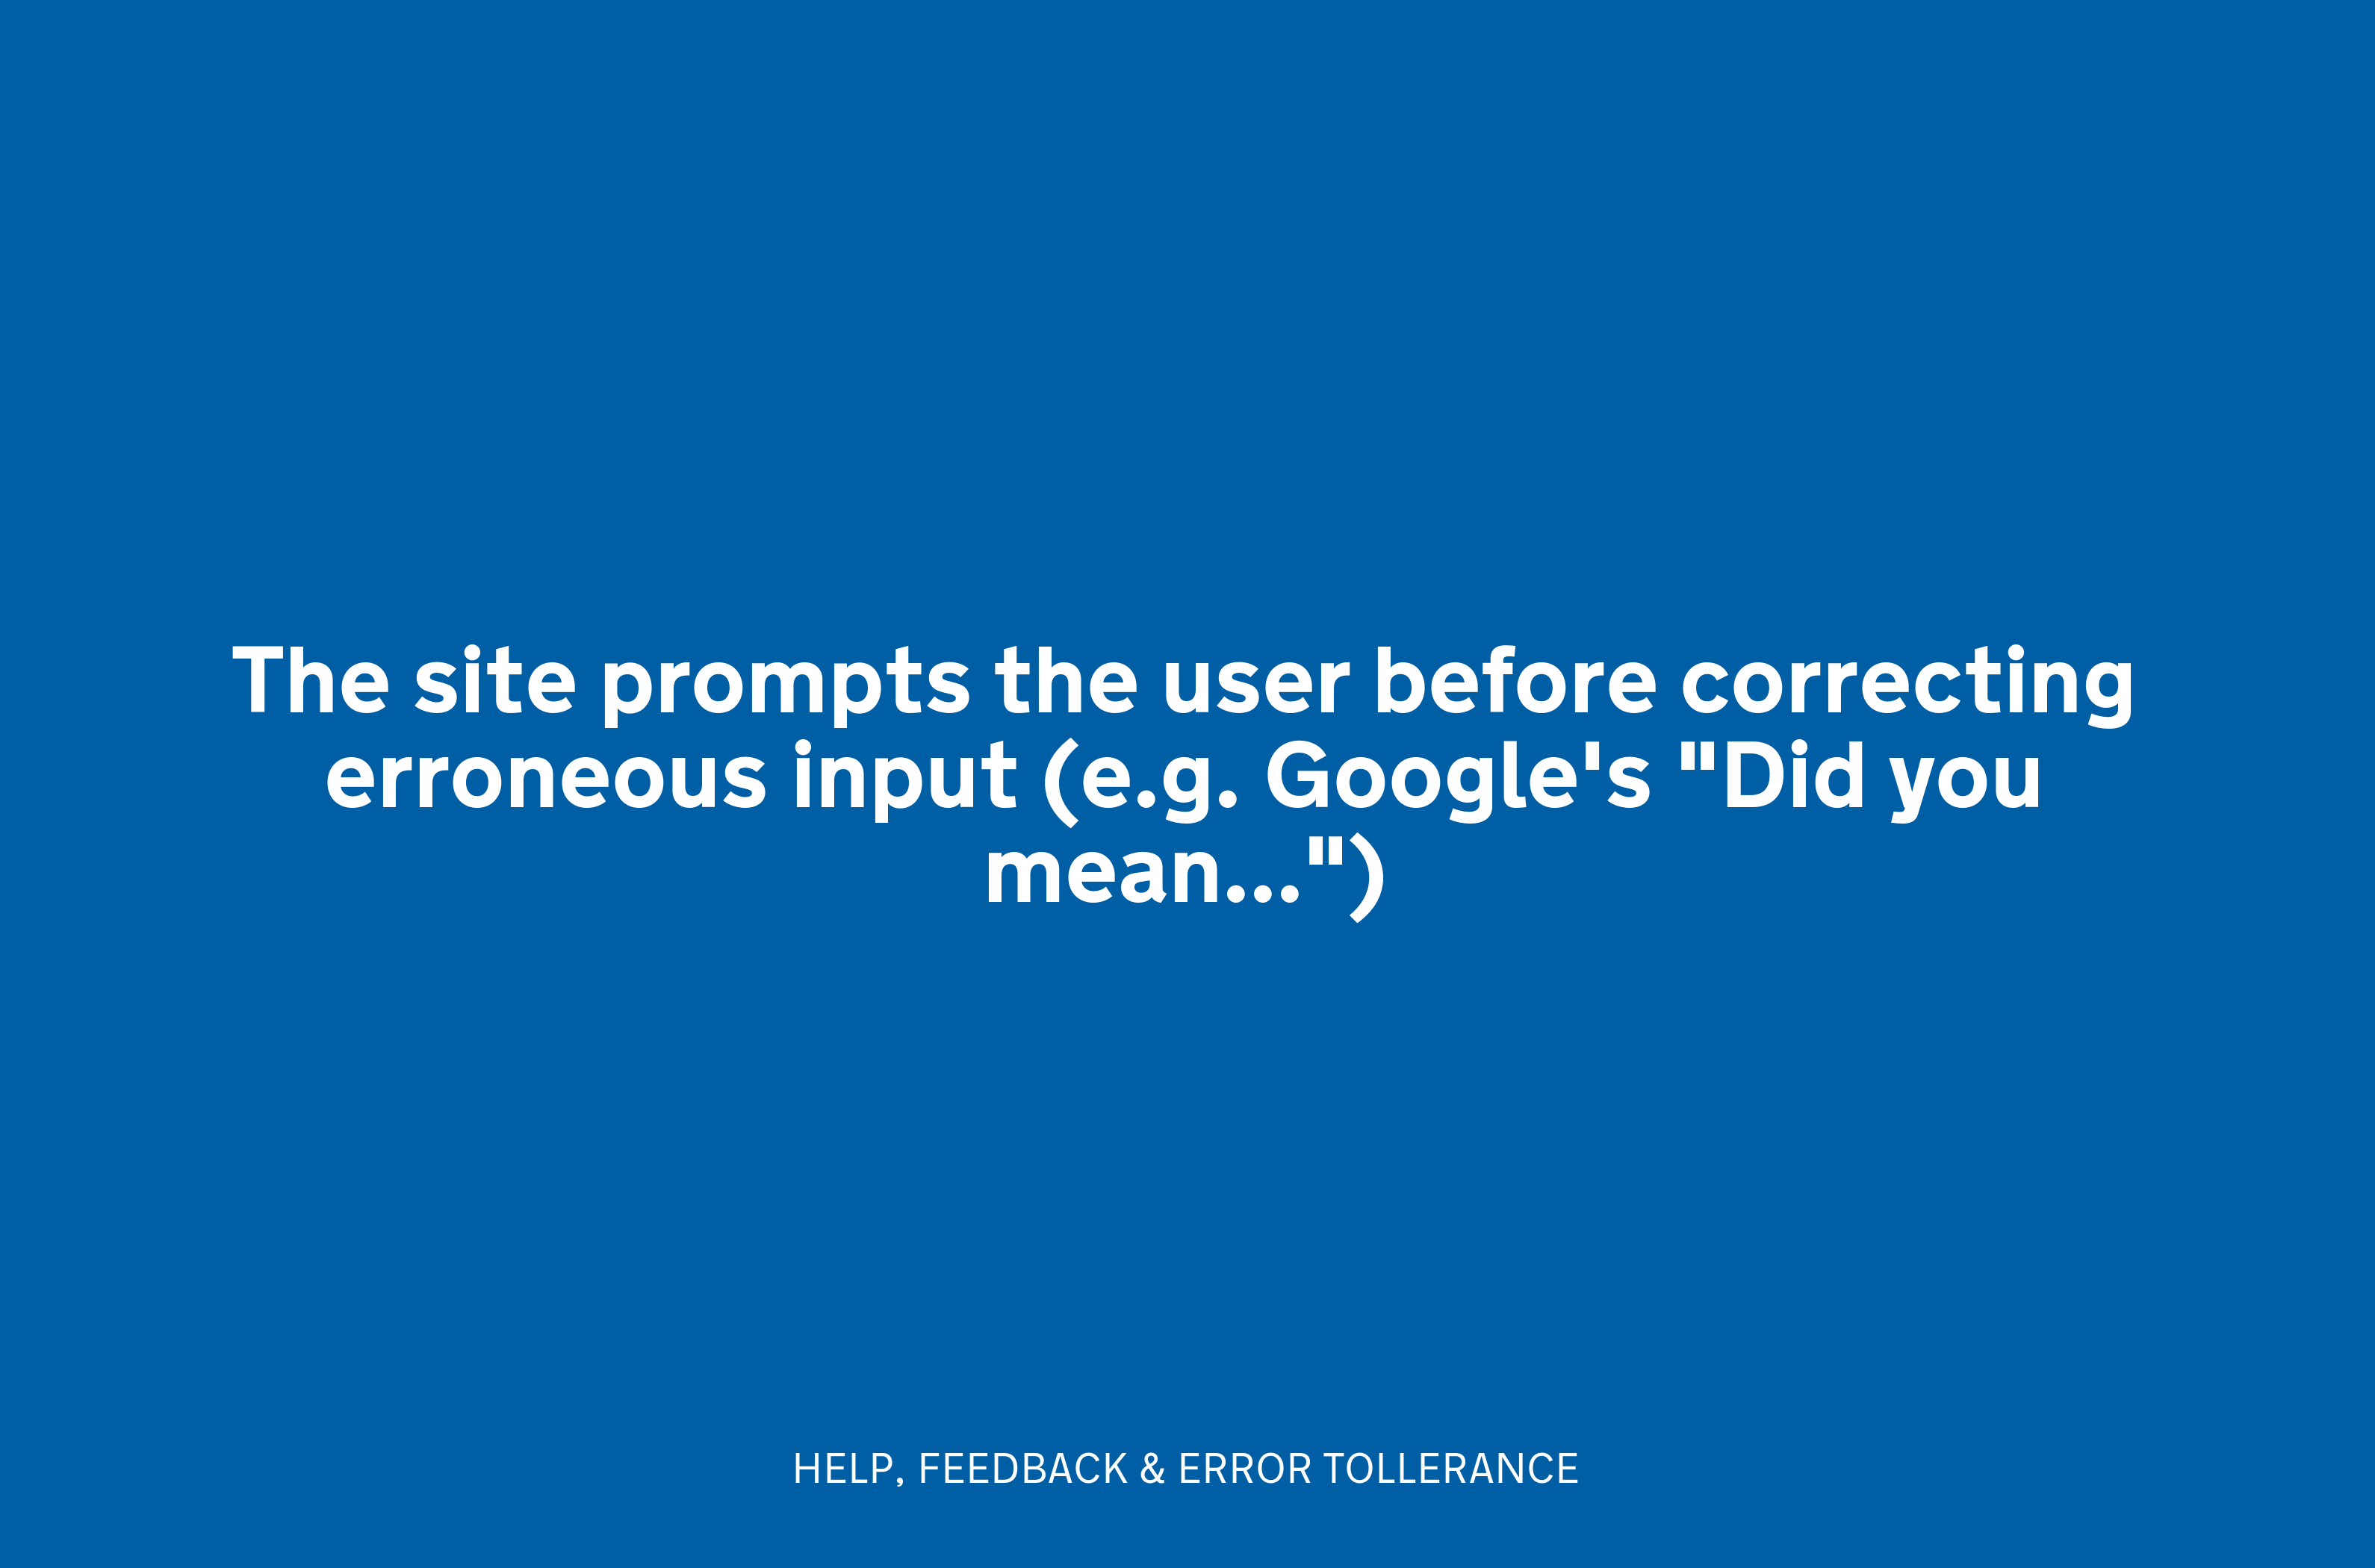 The site prompts the user before correcting
erroneous input (e.g. Google's "Did you
mean...")
HELP, FEEDBACK & ERROR TOLLERANCE